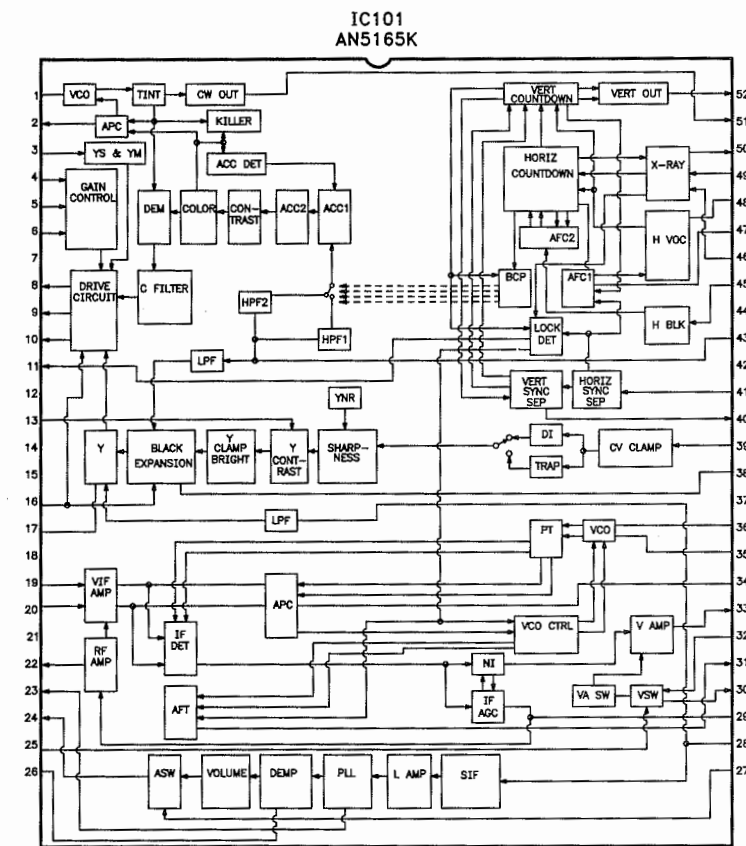 IC101
AN5165K
1
2
3
4
5
6
7
8
9
10
11
12
13
14
15
16
17
18
19
20
21
22
23
24
25
26
52
51
50
49
48
47
46
45
44
43
42
41
40
39
38
37
36
35
34
33
32
31
30
29
28
27
VCO
TINT
CW OUT
APC
KILLER
YS & YM
ACC DET
GAIN
CONTROL
DEM
COLOR
CON-
TRAST
ACC2
ACC1
DRIVE
CIRCUIT
C FILTER
HPF2
HPF1
LPF
YNR
Y
BLACK
EXPANSION
Y
CLAMP
BRIGHT
Y
CONT-
RAST
SHARP-
NESS
LPF
VERT
COUNTDOWN
VERT OUT
HORIZ
COUNTDOWN
X-RAY
AFC2
H VOC
BCP
AFC1
H BLK
LOCK
DET
VERT
SYNC
SEP
HORIZ
SYNC
SEP
DI
TRAP
CV CLAMP
PT
VCO
VIF
AMP
APC
IF
DET
RF
AMP
AFT
VCO CTRL
V AMP
NI
IF
AGC
VA SW
VSW
ASW
VOLUME
DEMP
PLL
L AMP
SIF